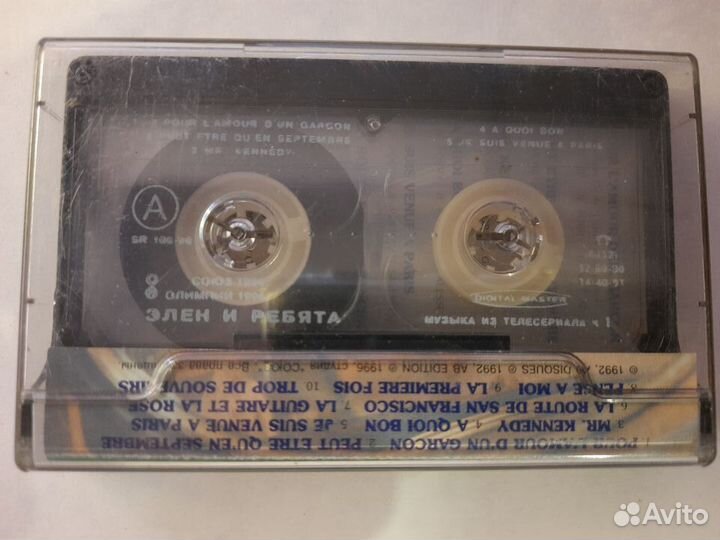 POUR L'AMOUR D'UN GARCON
ETRE QU'EN SEPTEMBRE
3 MR. KENNEDY
4 A QUOI BON
5 JE SUIS VENUE A PARIS
A
SR
СОЮЗ
ОЛИМПИЙ
ЭЛЕН И РЕБЯТА
DIGITAL MASTER
МУЗЫКА ИЗ ТЕЛЕСЕРИАЛА ч 1
1 POUR L'AMOUR D'UN GARCON 2 PEUT ETRE QU'EN SEPTEMBRE
3 MR. KENNEDY 4 A QUOI BON 5 JE SUIS VENUE A PARIS
6 LA ROUTE DE SAN FRANCISCO 7 LA GUITARE ET LA ROSE
8 PENSE A MOI 9 LA PREMIERE FOIS 10 TROP DE SOUVENIRS
© 1992, AB DISQUES ℗ 1992, AB EDITION ℗ 1996, студия "СОЮЗ". Все права защищены
Avito